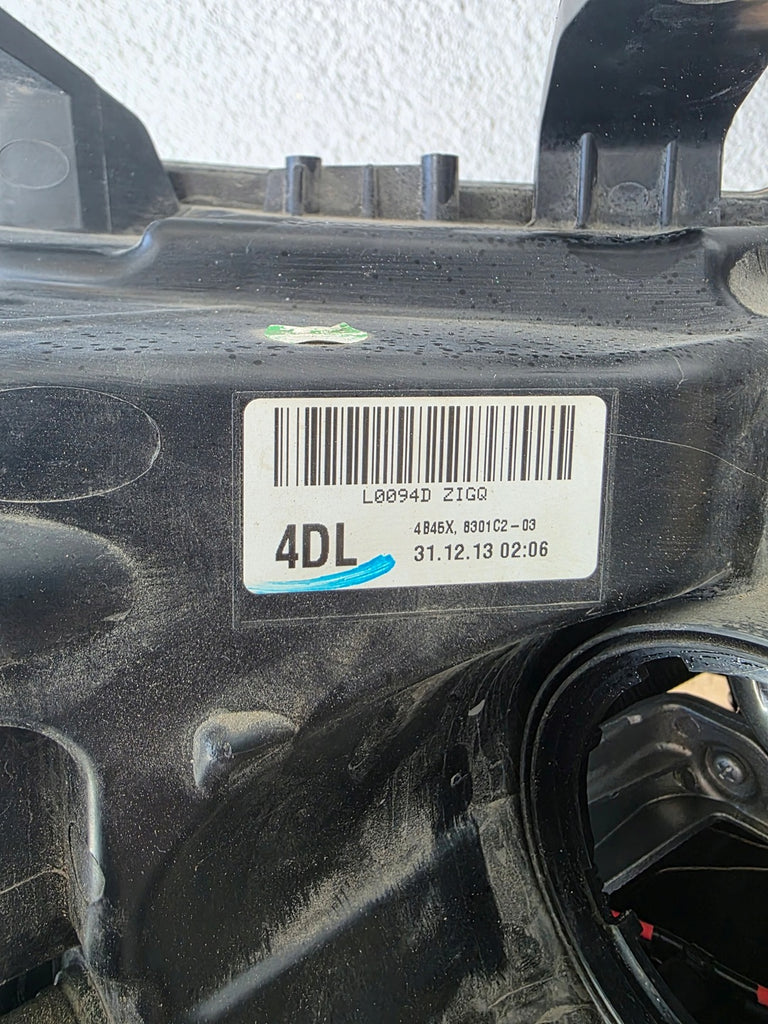 L0094D ZIGQ
4DL
4B45X, 8301C2-03
31.12.13 02:06